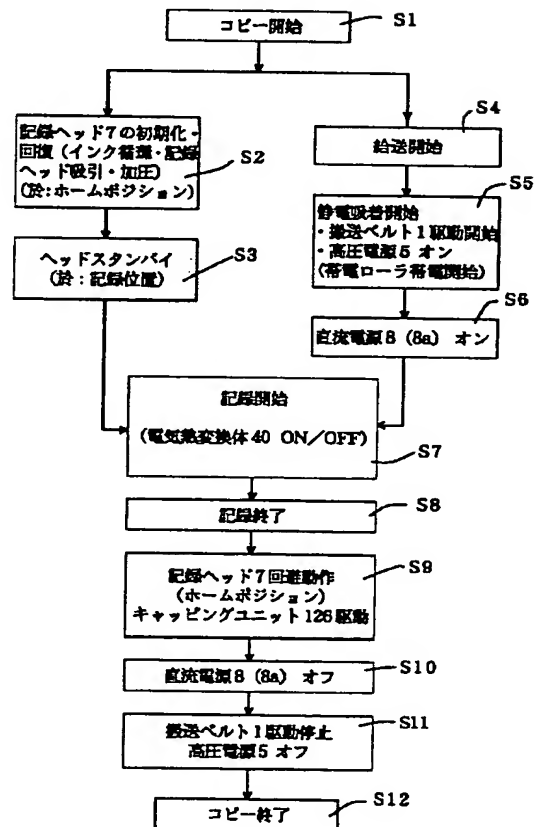 コピー開始
S1
記録ヘッド7の初期化・
回復（インク循環・記録
ヘッド吸引・加圧）
（於：ホームポジション）
S2
ヘッドスタンバイ
（於：記録位置）
S3
S4
給送開始
S5
静電吸着開始
・搬送ベルト1駆動開始
・高圧電源5 オン
（帯電ローラ帯電開始）
S6
直流電源8（8a） オン
記録開始
（電気熱変換体40 ON／OFF）
S7
記録終了
S8
記録ヘッド7回避動作
（ホームポジション）
キャッピングユニット126駆動
S9
直流電源8（8a） オフ
S10
搬送ベルト1駆動停止
高圧電源5 オフ
S11
コピー終了
S12